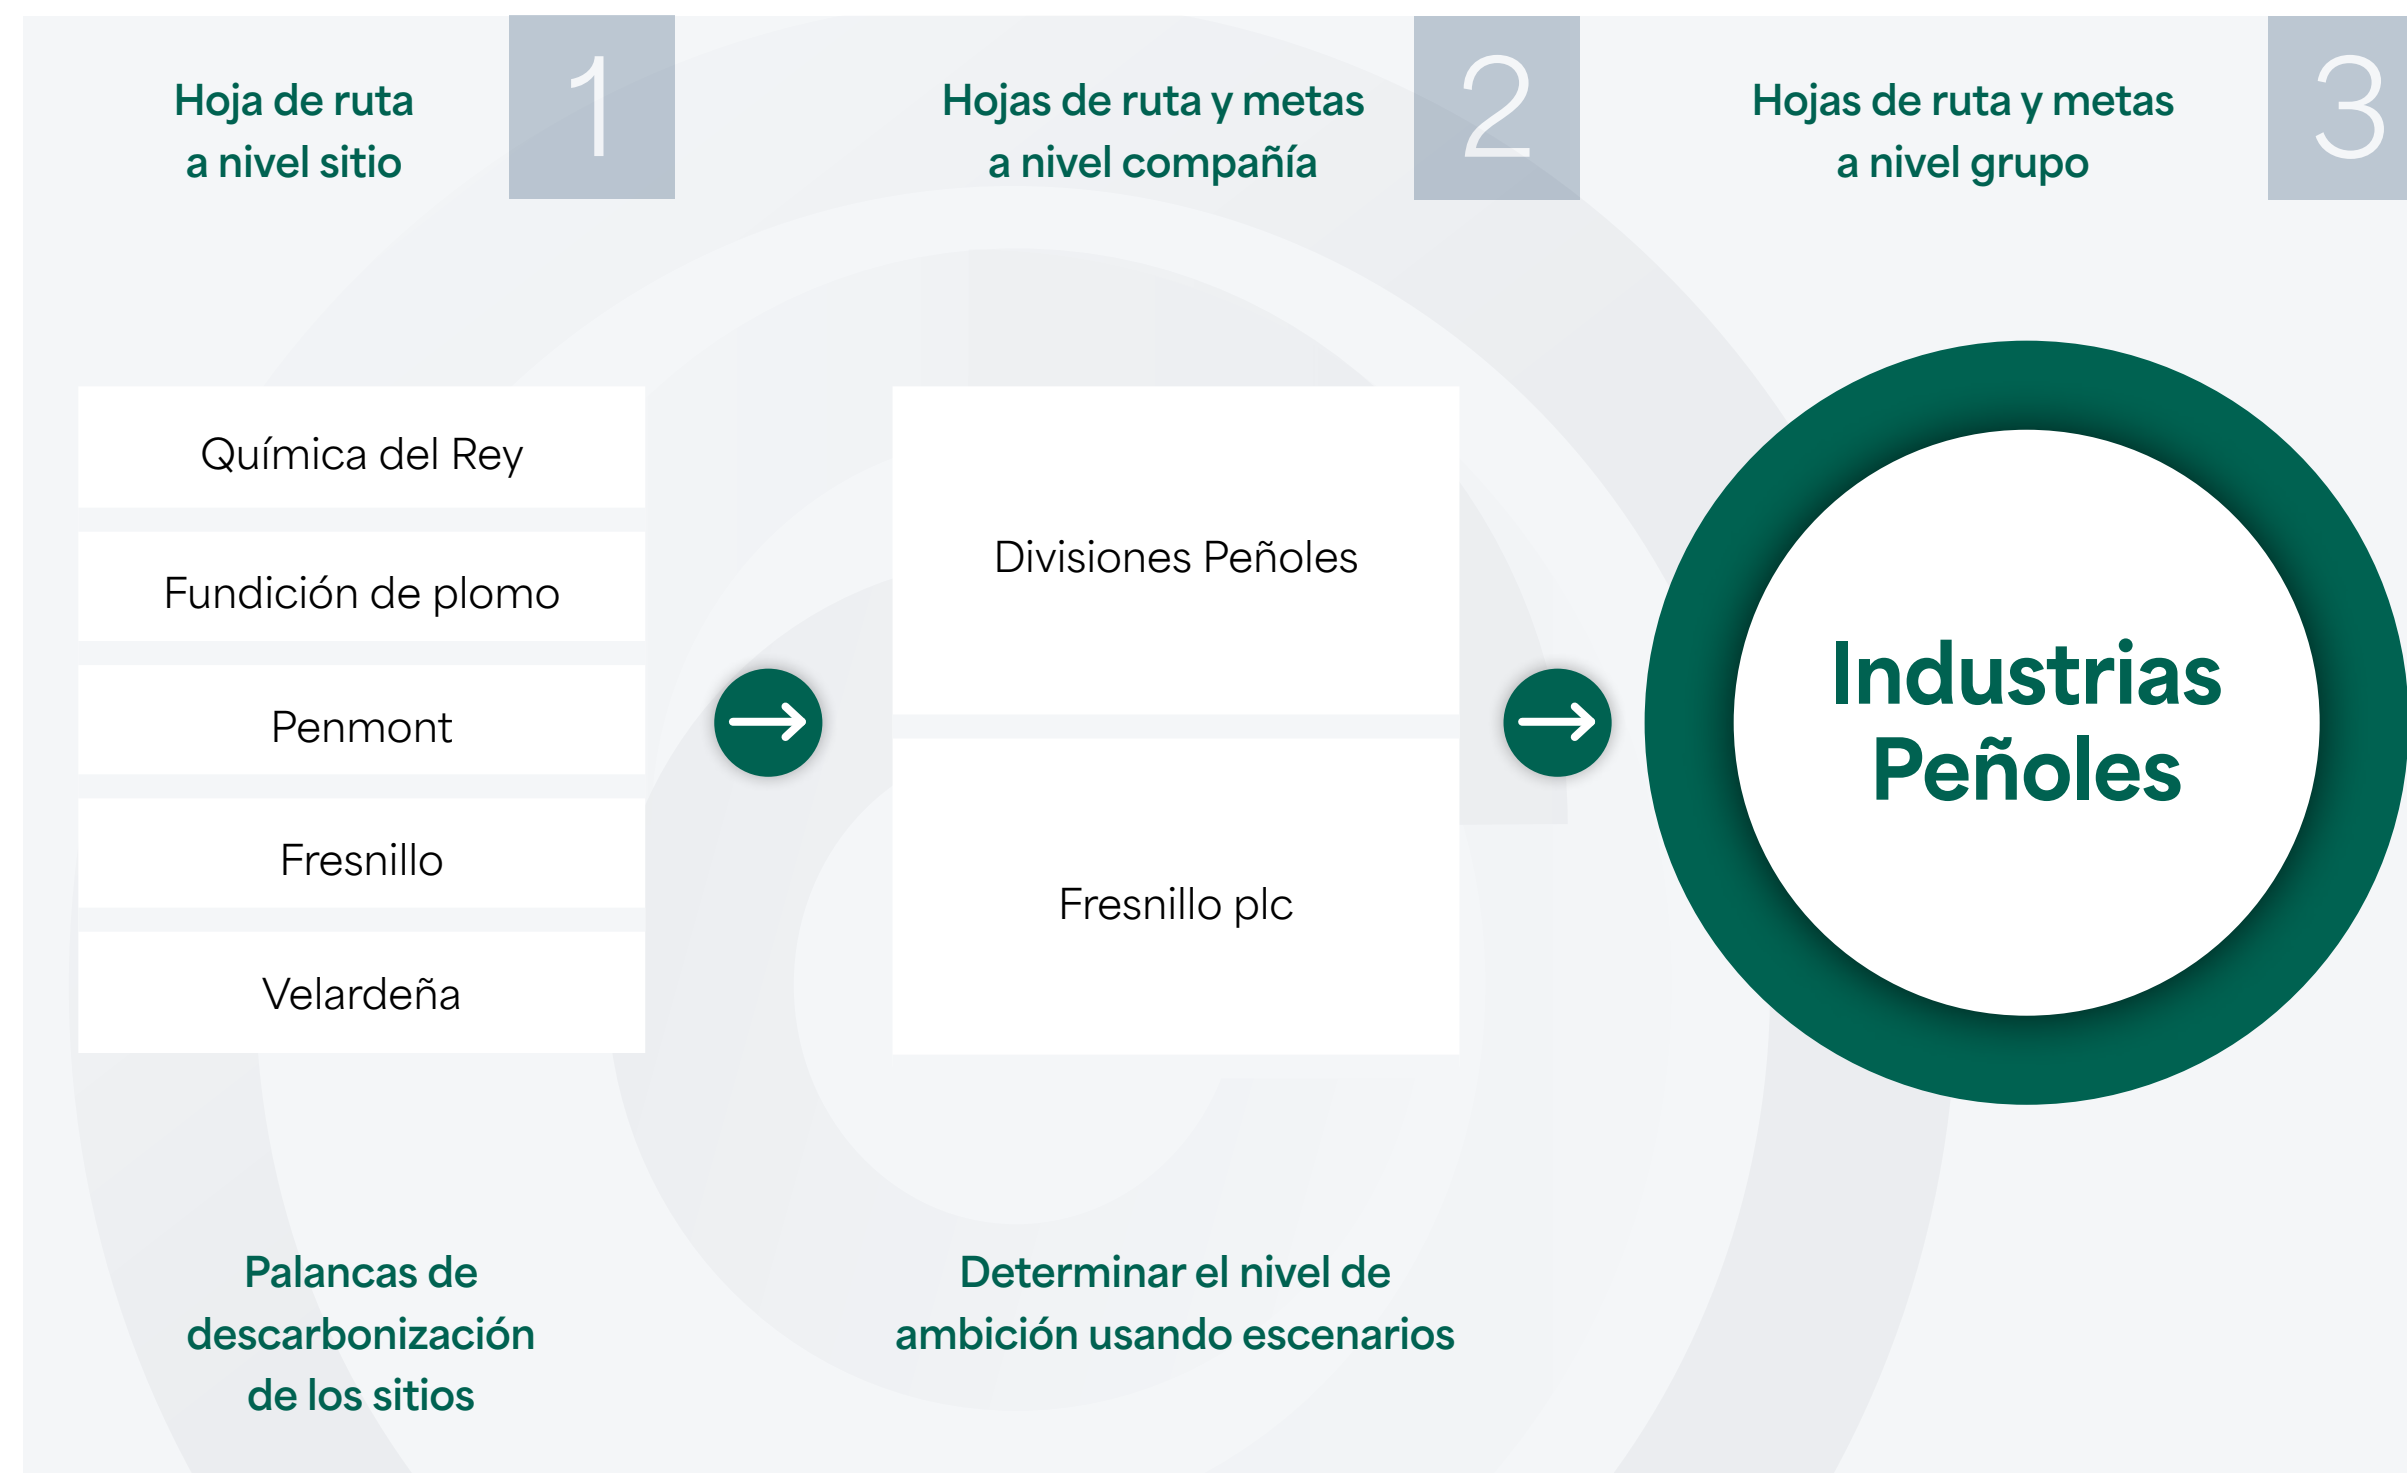 Hoja de ruta
a nivel sitio
1
Química del Rey
Fundición de plomo
Penmont
Fresnillo
Velardeña
Palancas de
descarbonización
de los sitios
Hojas de ruta y metas
a nivel compañía
2
Divisiones Peñoles
Fresnillo plc
Determinar el nivel de
ambición usando escenarios
Hojas de ruta y metas
a nivel grupo
3
Industrias
Peñoles